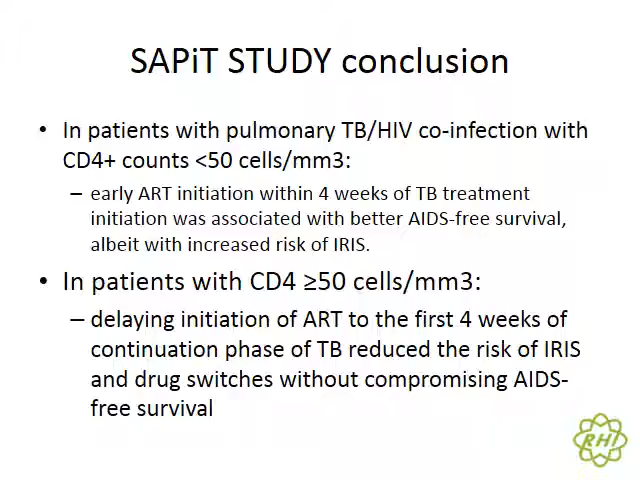 SAPiT STUDY conclusion
• In patients with pulmonary TB/HIV co-infection with
CD4+ counts <50 cells/mm3:
– early ART initiation within 4 weeks of TB treatment
initiation was associated with better AIDS-free survival,
albeit with increased risk of IRIS.
• In patients with CD4 ≥50 cells/mm3:
– delaying initiation of ART to the first 4 weeks of
continuation phase of TB reduced the risk of IRIS
and drug switches without compromising AIDS-
free survival
RHI